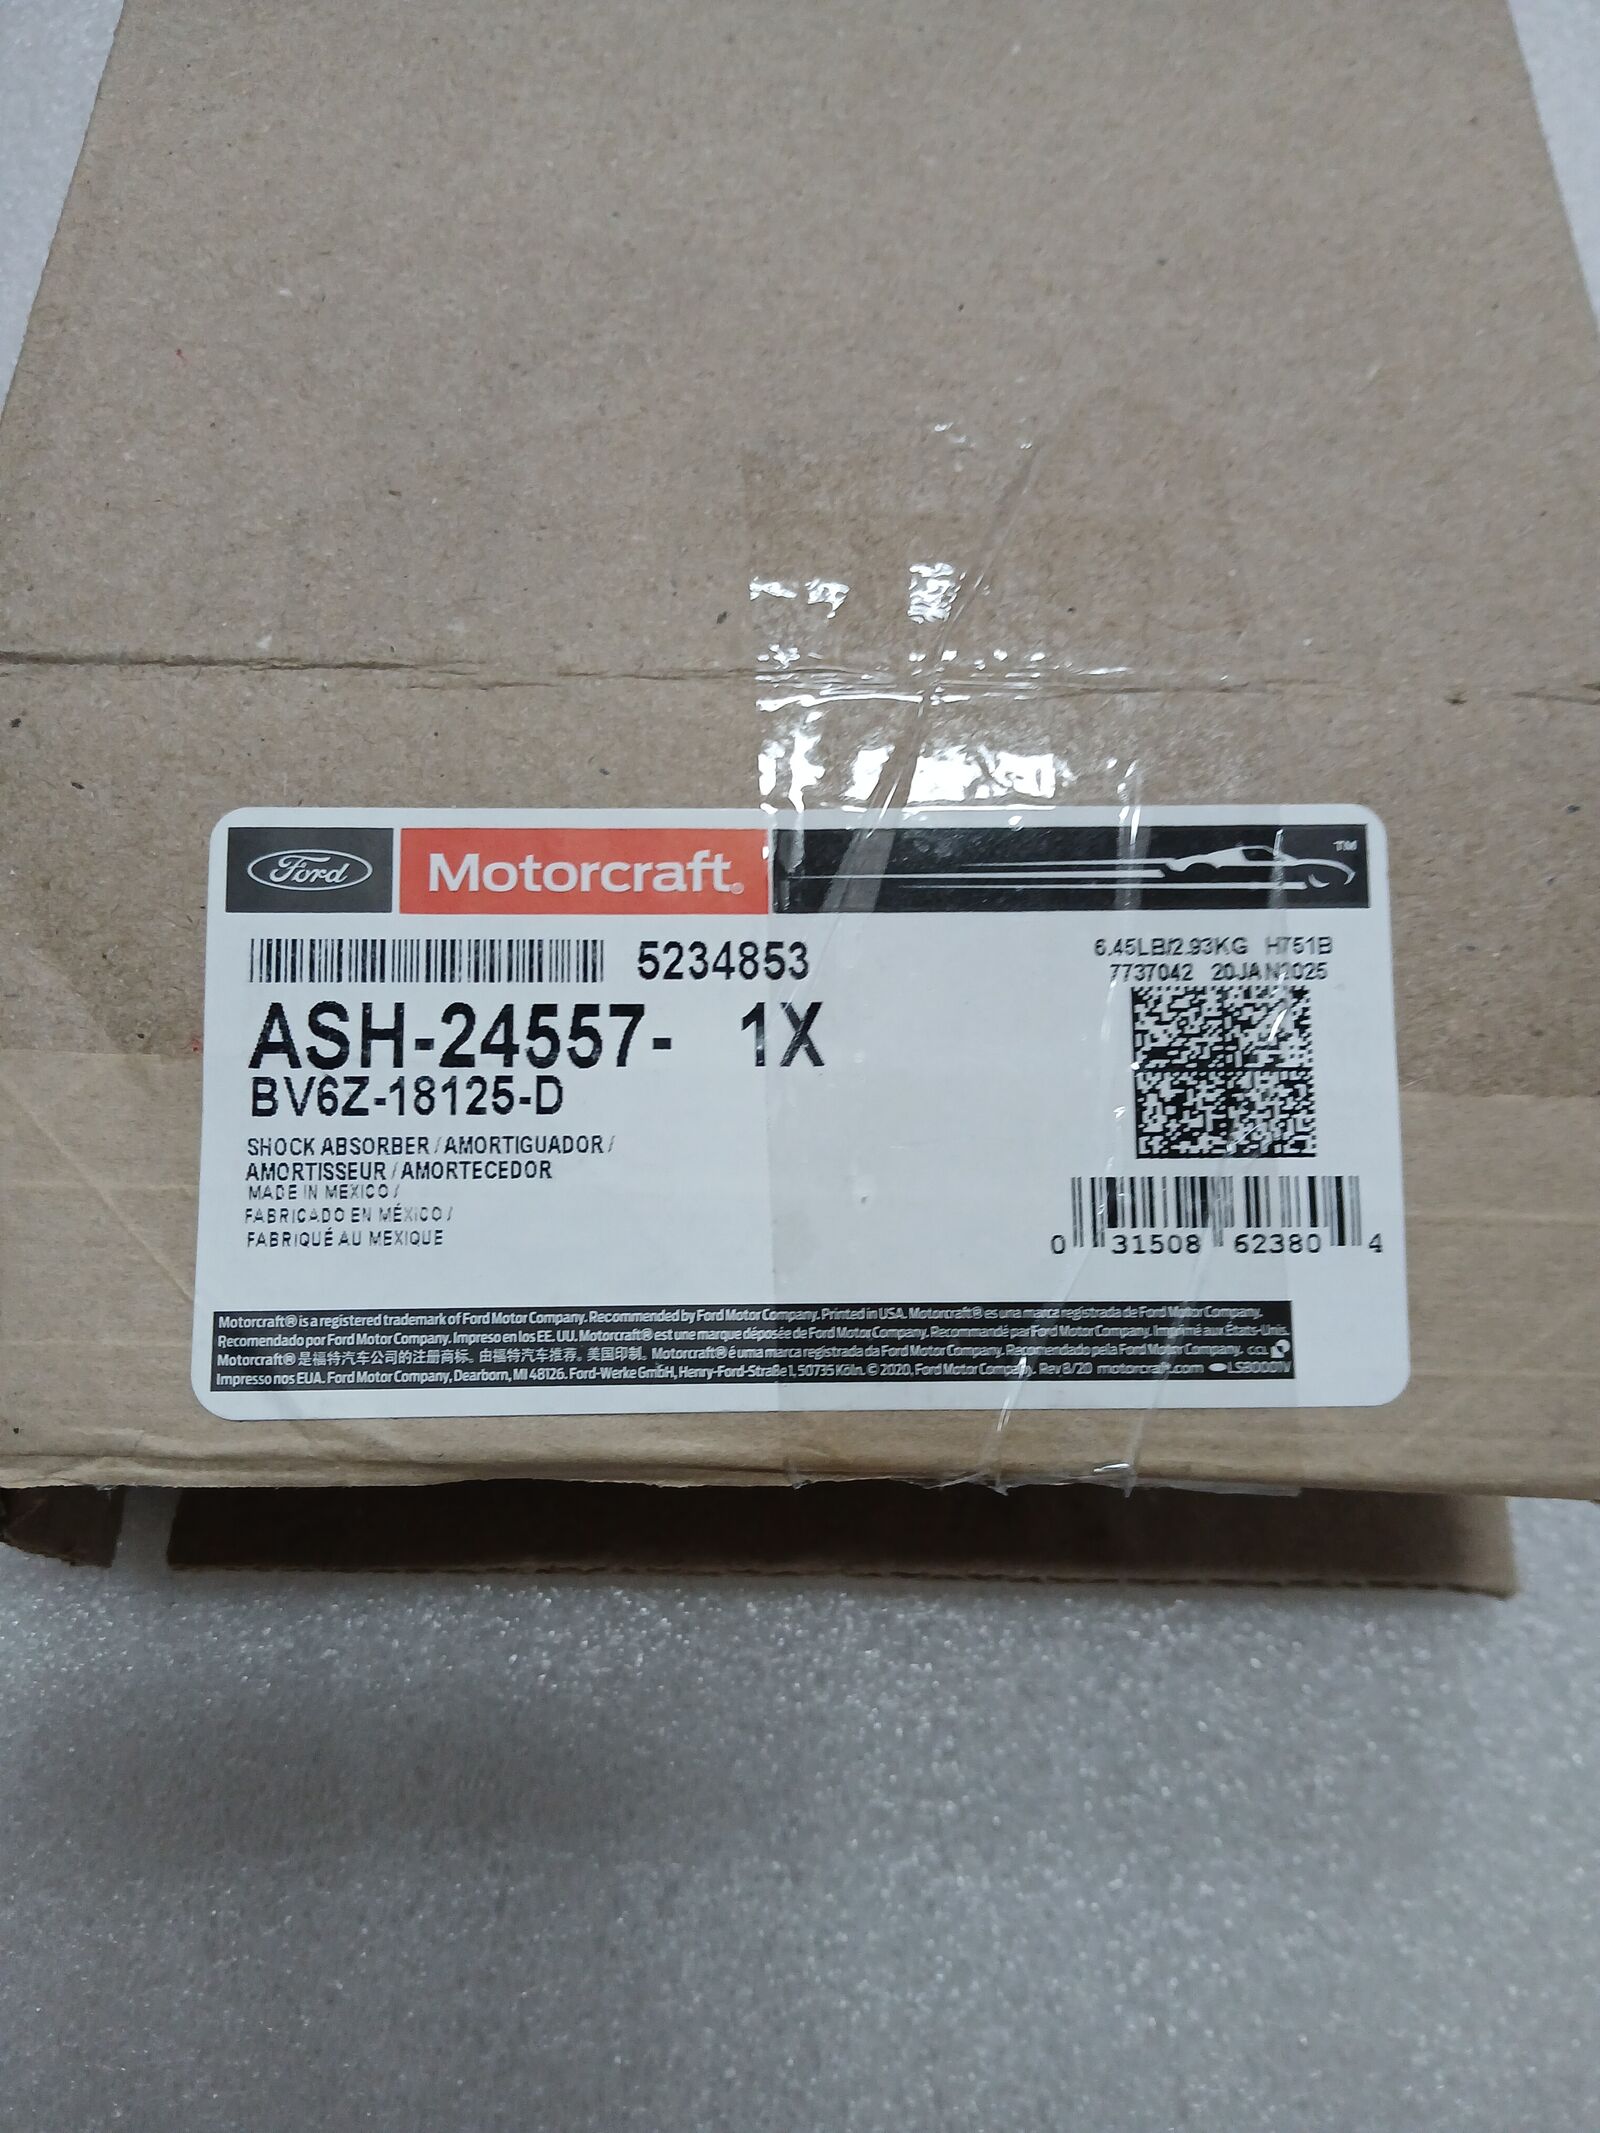 Ford Motorcraft® TM
5234853
6.45LB/2.93KG H751B
7737042 20JAN2025
ASH-24557- 1X
BV6Z-18125-D
SHOCK ABSORBER / AMORTIGUADOR /
AMORTISSEUR / AMORTECEDOR
MADE IN MEXICO /
FABRICADO EN MÉXICO /
FABRIQUÉ AU MEXIQUE
0 31508 62380 4
Motorcraft® is a registered trademark of Ford Motor Company. Recommended by Ford Motor Company. Printed in USA. Motorcraft® es una marca registrada de Ford Motor Company.
Recomendado por Ford Motor Company. Impreso en los EE. UU. Motorcraft® est une marque déposée de Ford Motor Company. Recommandé par Ford Motor Company. Imprimé aux États-Unis.
Motorcraft® 是福特汽车公司的注册商标。由福特汽车推荐。美国印制。Motorcraft® é uma marca registrada da Ford Motor Company. Recomendado pela Ford Motor Company.
Impresso nos EUA. Ford Motor Company, Dearborn, MI 48126. Ford-Werke GmbH, Henry-Ford-Straße 1, 50735 Köln. © 2020, Ford Motor Company. Rev 8/20 motorcraft.com